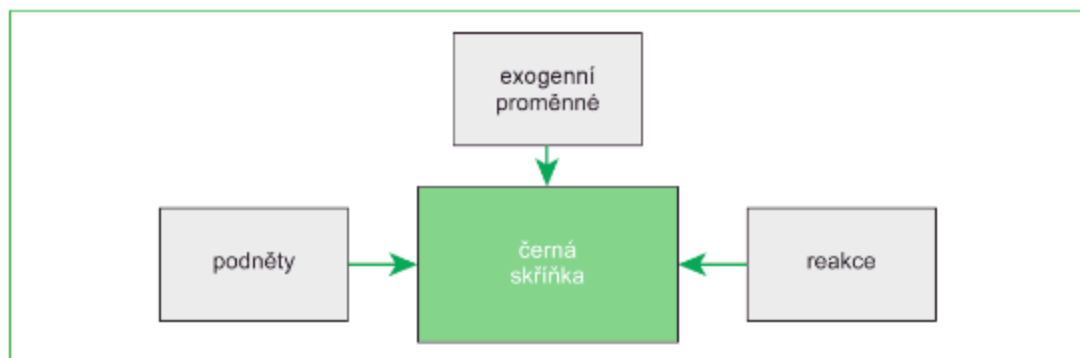 exogenní
proměnné
podněty
černá
skříňka
reakce